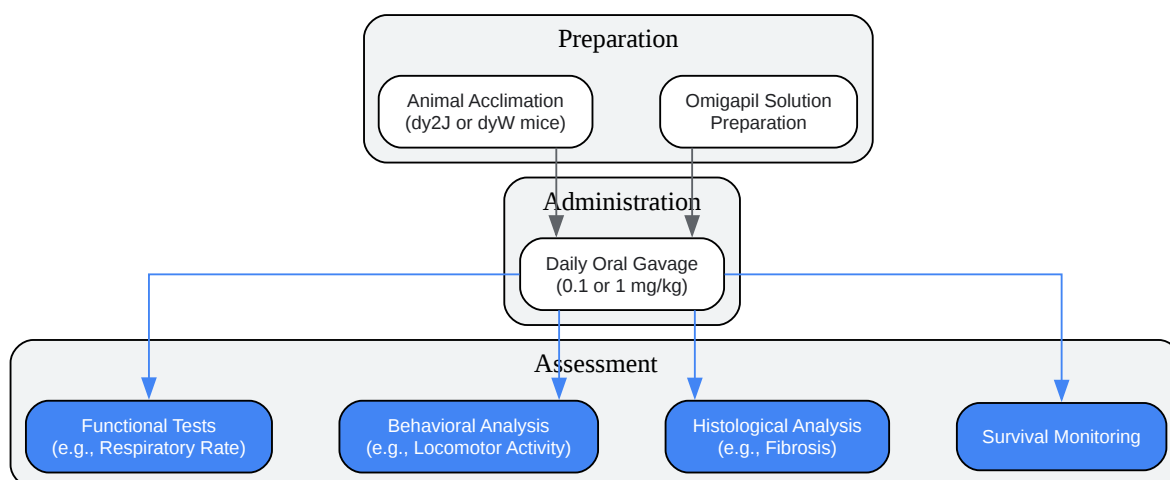 Preparation
Animal Acclimation
(dy2J or dyW mice)
Omigapil Solution
Preparation
Administration
Daily Oral Gavage
(0.1 or 1 mg/kg)
Assessment
Functional Tests
(e.g., Respiratory Rate)
Behavioral Analysis
(e.g., Locomotor Activity)
Histological Analysis
(e.g., Fibrosis)
Survival Monitoring